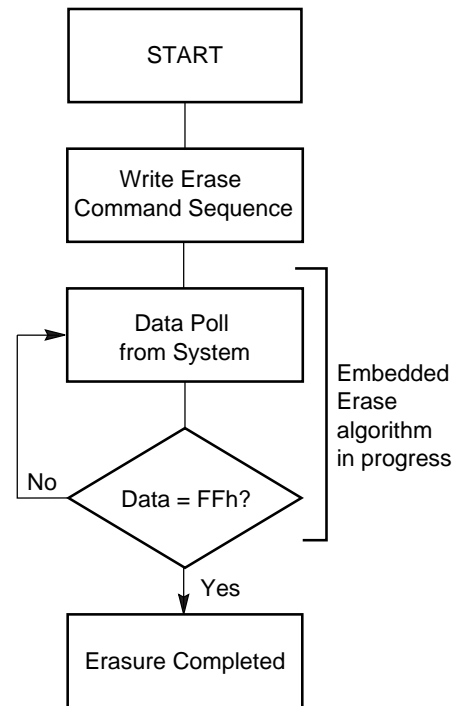 START
Write Erase
Command Sequence
Data Poll
from System
Embedded
Erase
algorithm
in progress
No
Data = FFh?
Yes
Erasure Completed